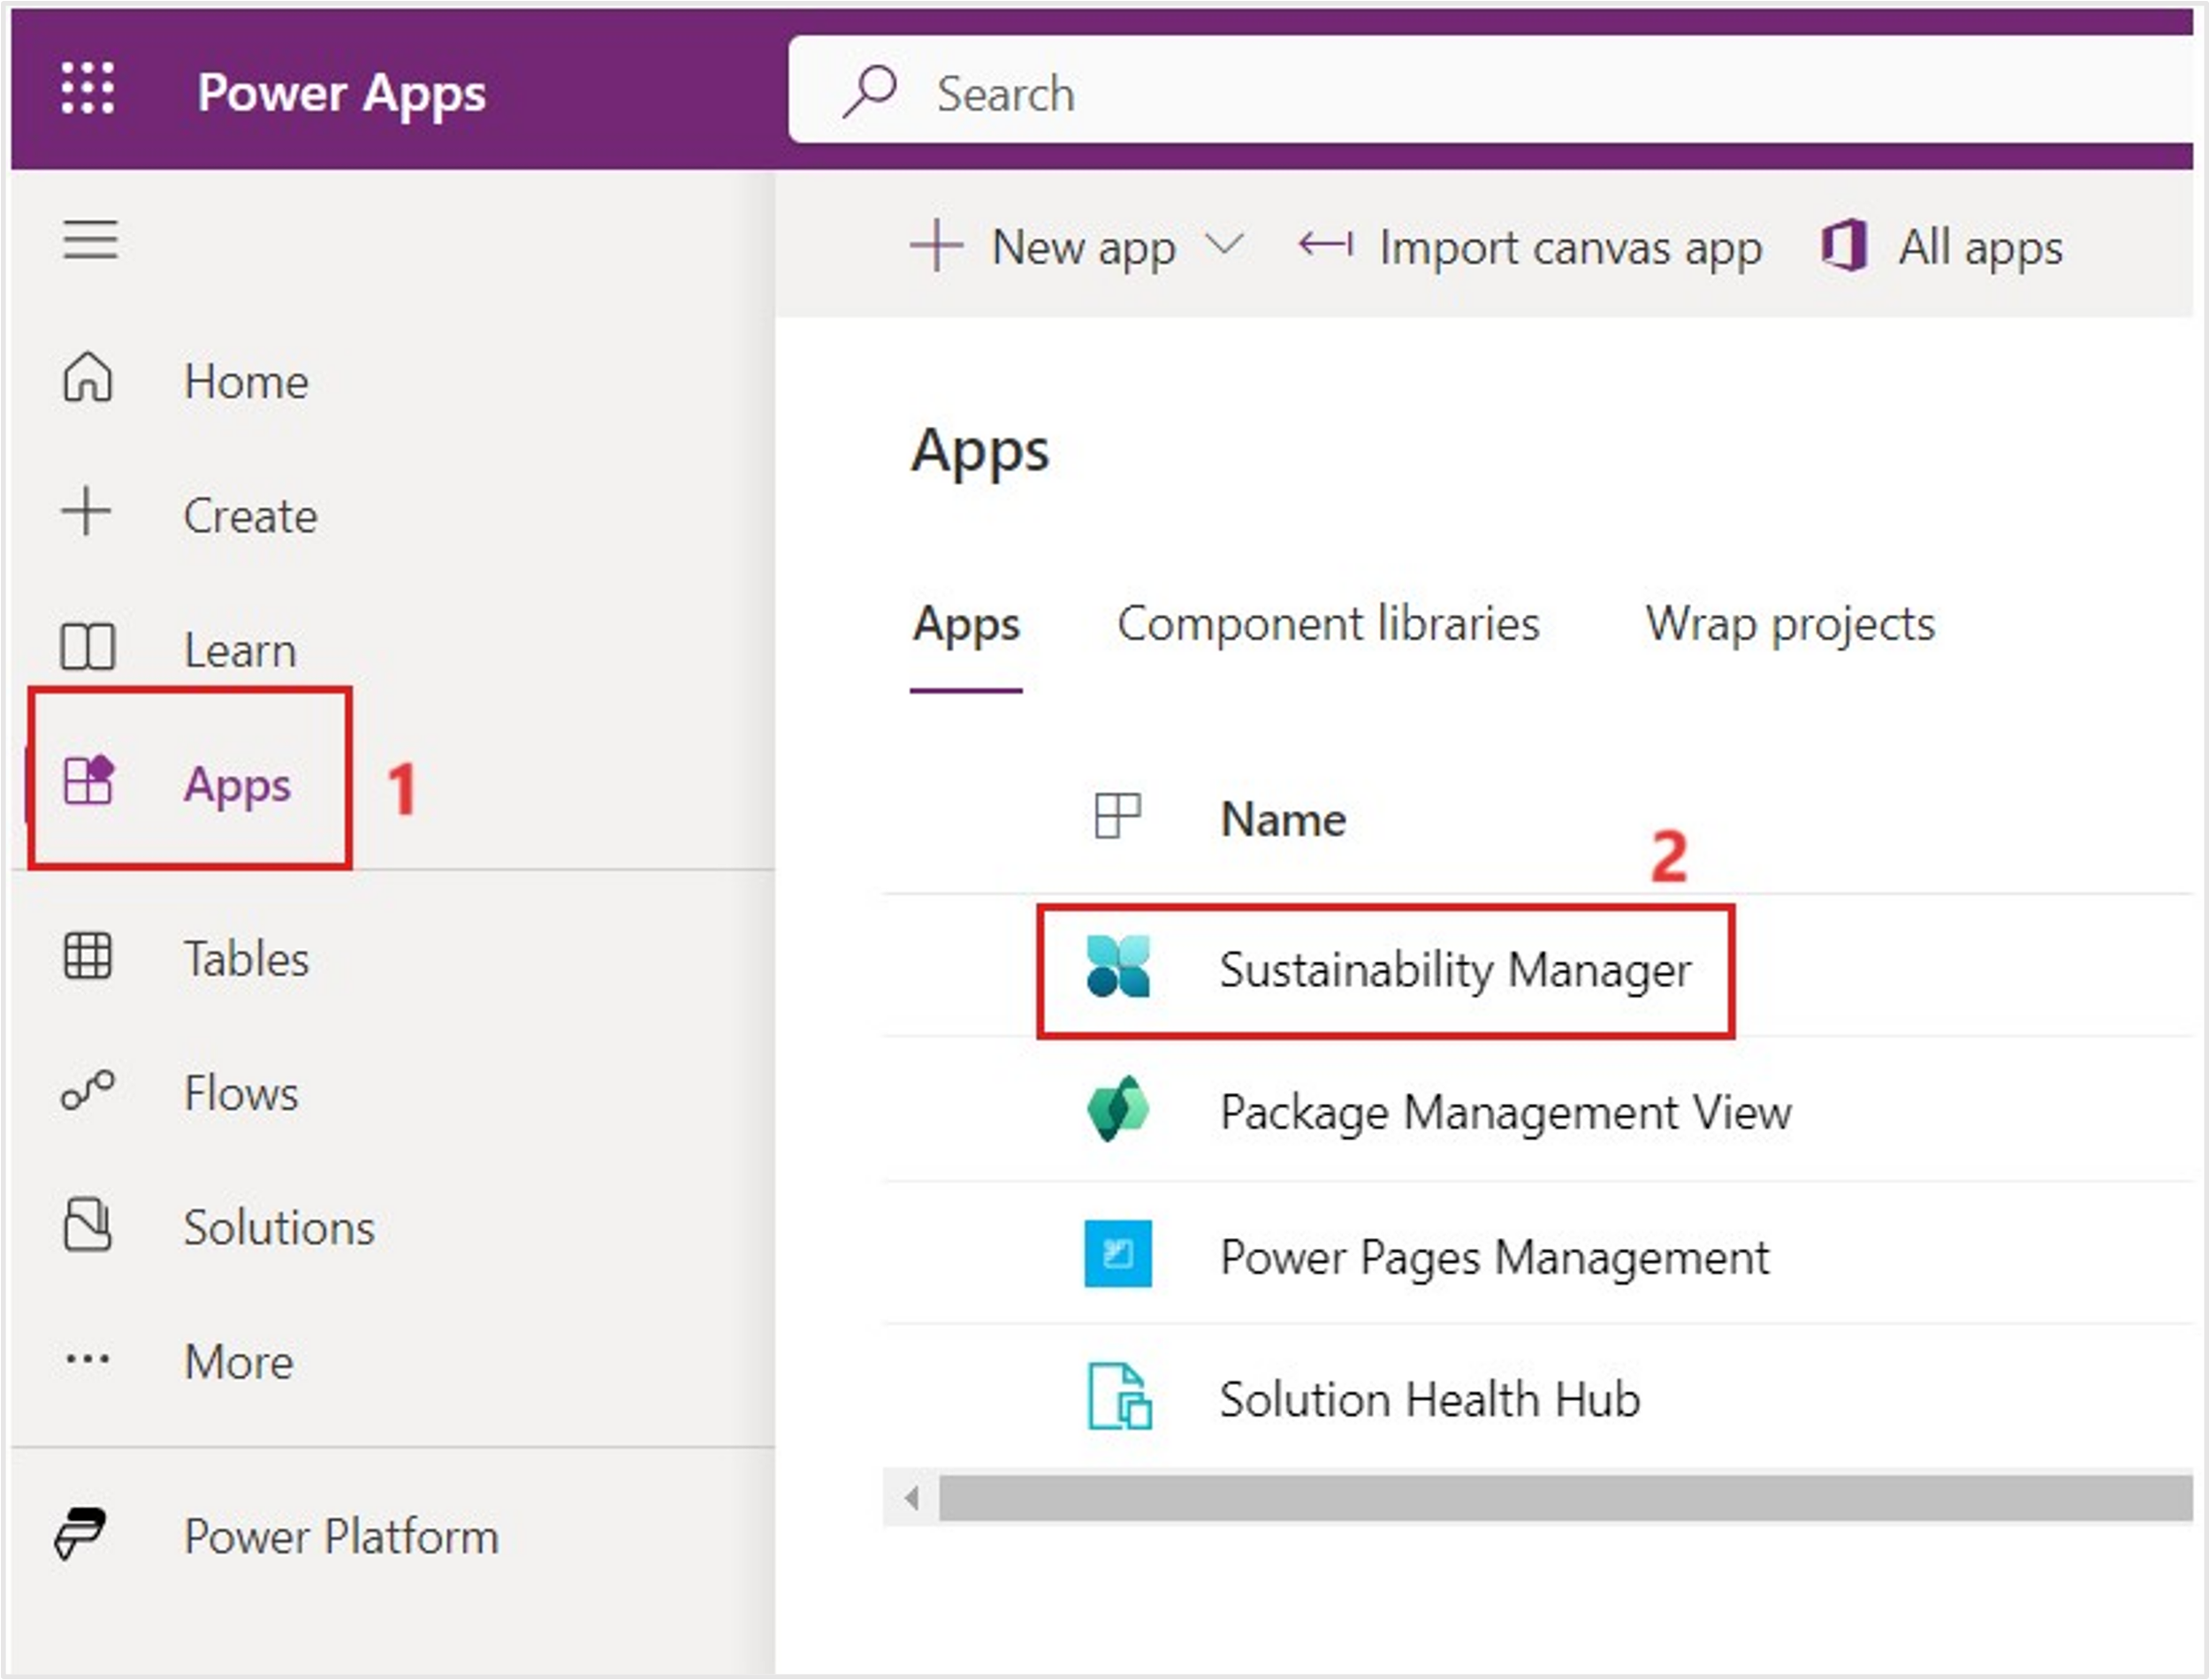 Power Apps
Search
New app
Import canvas app
All apps
Home
Create
Learn
Apps
1
Tables
Flows
Solutions
More
Power Platform
Apps
Apps
Component libraries
Wrap projects
Name
2
Sustainability Manager
Package Management View
Power Pages Management
Solution Health Hub